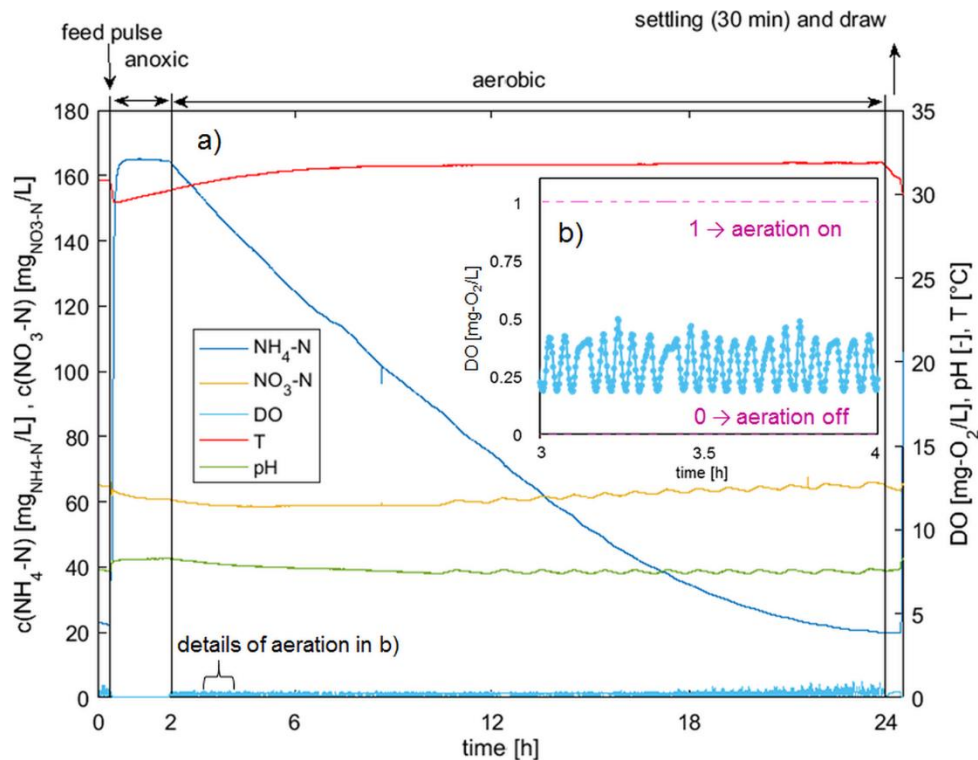 settling (30 min) and draw
feed pulse
anoxic
aerobic
180
160
140
120
100
80
60
40
20
0
c(NH4-N) [mgNH4-N/L] , c(NO3-N) [mgNO3-N/L]
35
30
25
20
15
10
5
0
DO [mg-O2/L], pH [-], T [°C]
a)
NH4-N
NO3-N
DO
T
pH
b)
1 → aeration on
0 → aeration off
1
0.75
0.5
0.25
0
DO [mg-O2/L]
3
3.5
4
time [h]
details of aeration in b)
0
2
6
12
18
24
time [h]